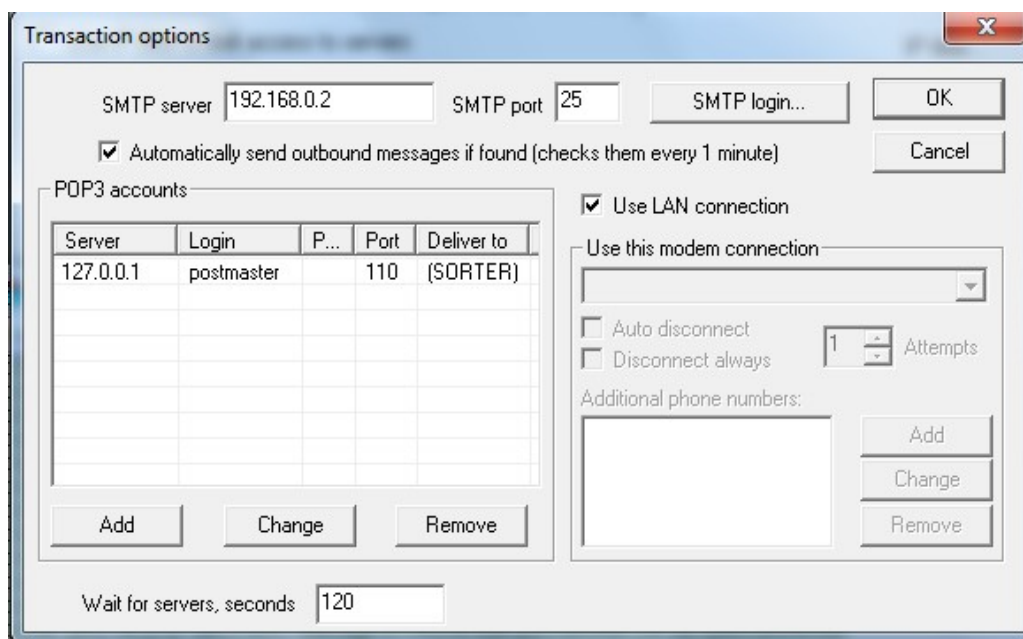 Transaction options
SMTP server 192.168.0.2 SMTP port 25 SMTP login... OK
Automatically send outbound messages if found (checks them every 1 minute) Cancel
POP3 accounts
Server Login P... Port Deliver to
127.0.0.1 postmaster 110 (SORTER)
Add Change Remove
Use LAN connection
Use this modem connection
Auto disconnect
Disconnect always
1 Attempts
Additional phone numbers:
Add
Change
Remove
Wait for servers, seconds 120